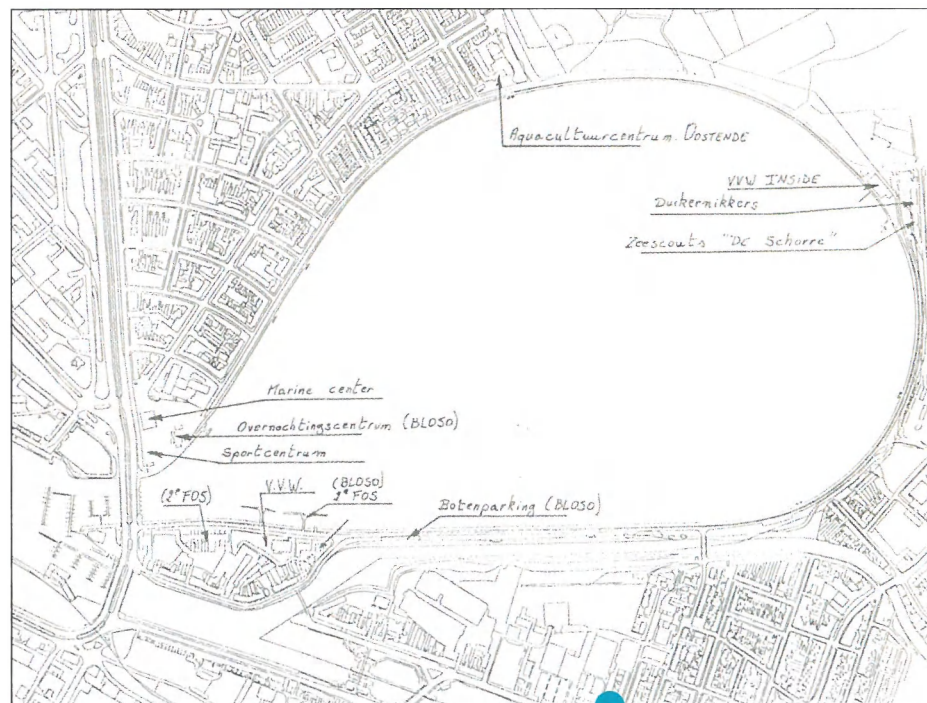 Aquacultuurcentrum. OOSTENDE
VVW INSIDE
Duikernikkers
Zeescouts "De Schorre"
Marine center
Overnachtingscentrum (BLOSO)
Sportcentrum
(2° FOS)
V.V.W.
(BLOSO)
1° FOS
Botenparking (BLOSO)